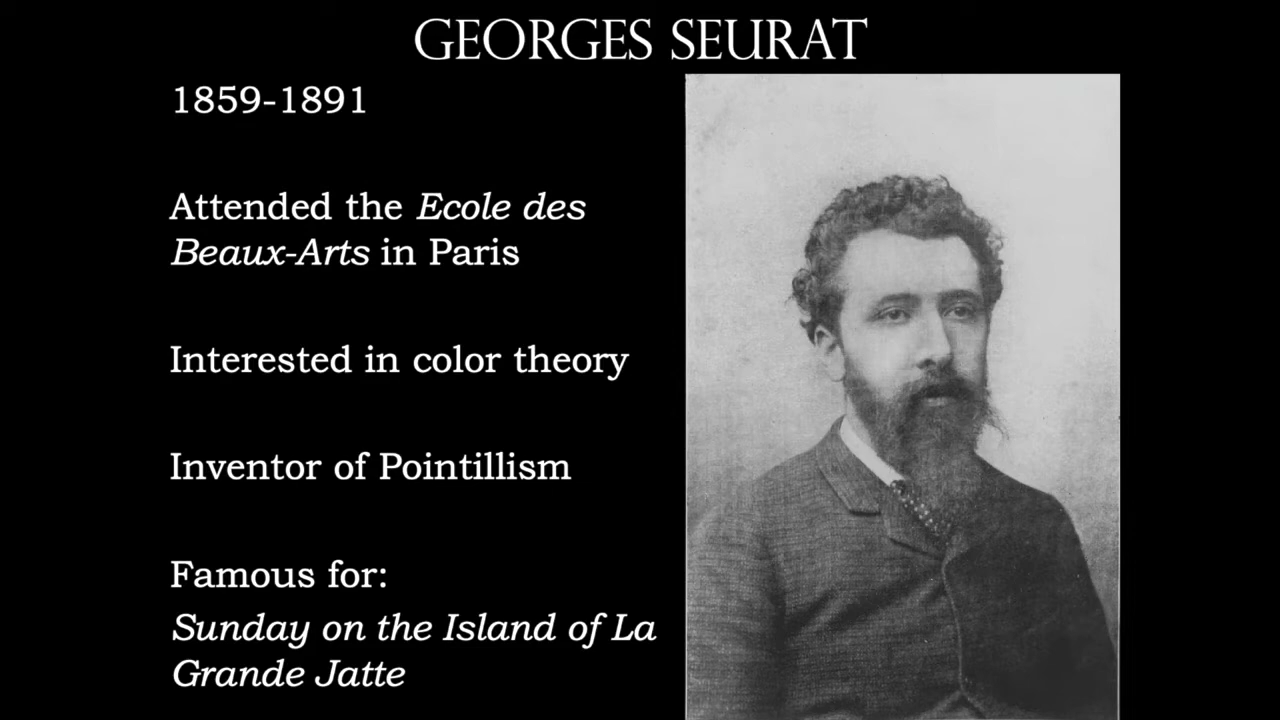 GEORGES SEURAT
1859-1891
Attended the Ecole des
Beaux-Arts in Paris
Interested in color theory
Inventor of Pointillism
Famous for:
Sunday on the Island of La
Grande Jatte